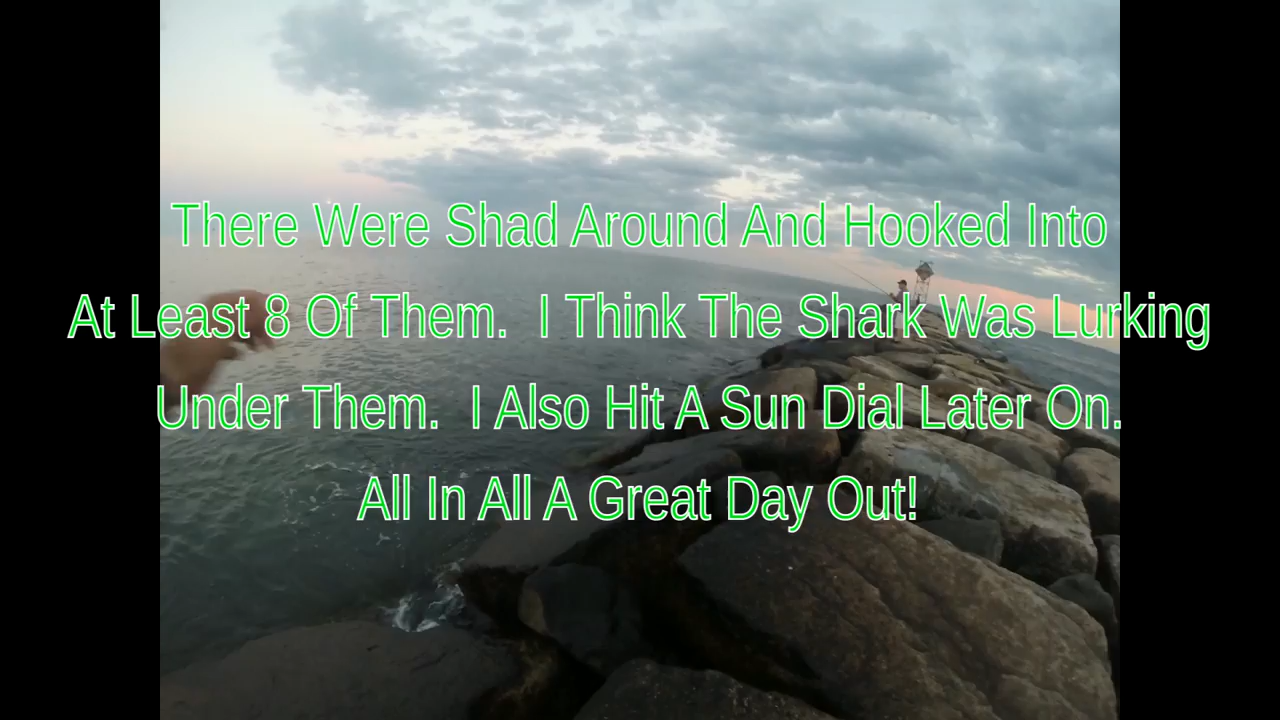 There Were Shad Around And Hooked Into
At Least 8 Of Them.  I Think The Shark Was Lurking
Under Them.  I Also Hit A Sun Dial Later On.
All In All A Great Day Out!